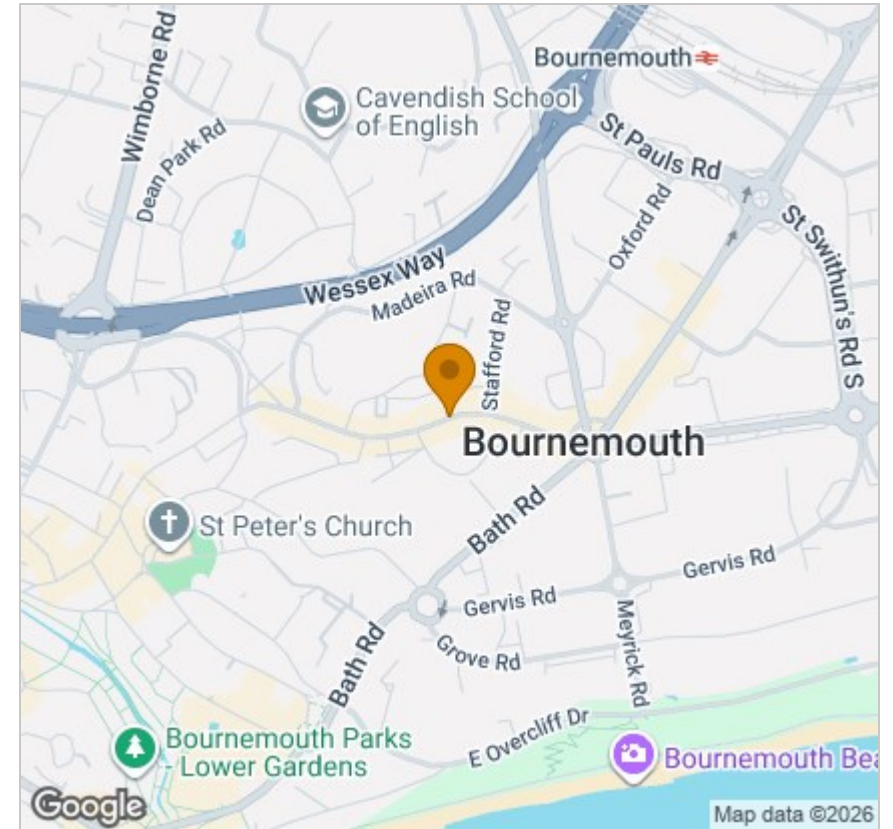 Wimborne Rd
Bournemouth
Cavendish School
of English
Dean Park Rd
St Pauls Rd
Oxford Rd
St Swithun's Rd S
Wessex Way
Madeira Rd
Stafford Rd
Bournemouth
St Peter's Church
Bath Rd
Gervis Rd
Gervis Rd
Meyrick Rd
Grove Rd
Bath Rd
E Overcliff Dr
Bournemouth Parks
- Lower Gardens
Bournemouth Bea
Google
Map data ©2026